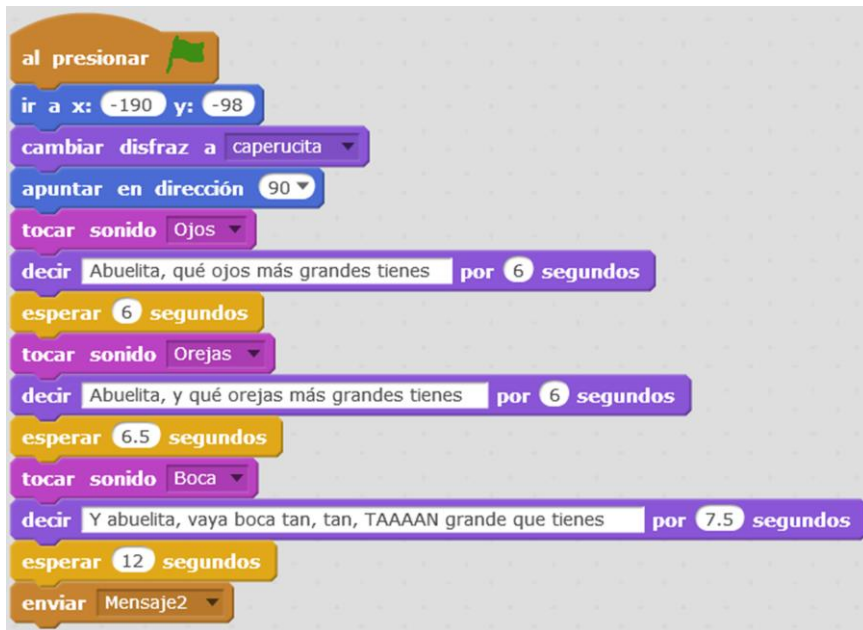 al presionar
ir a x: -190 y: -98
cambiar disfraz a caperucita
apuntar en dirección 90
tocar sonido Ojos
decir Abuelita, qué ojos más grandes tienes por 6 segundos
esperar 6 segundos
tocar sonido Orejas
decir Abuelita, y qué orejas más grandes tienes por 6 segundos
esperar 6.5 segundos
tocar sonido Boca
decir Y abuelita, vaya boca tan, tan, TAAAAN grande que tienes por 7.5 segundos
esperar 12 segundos
enviar Mensaje2